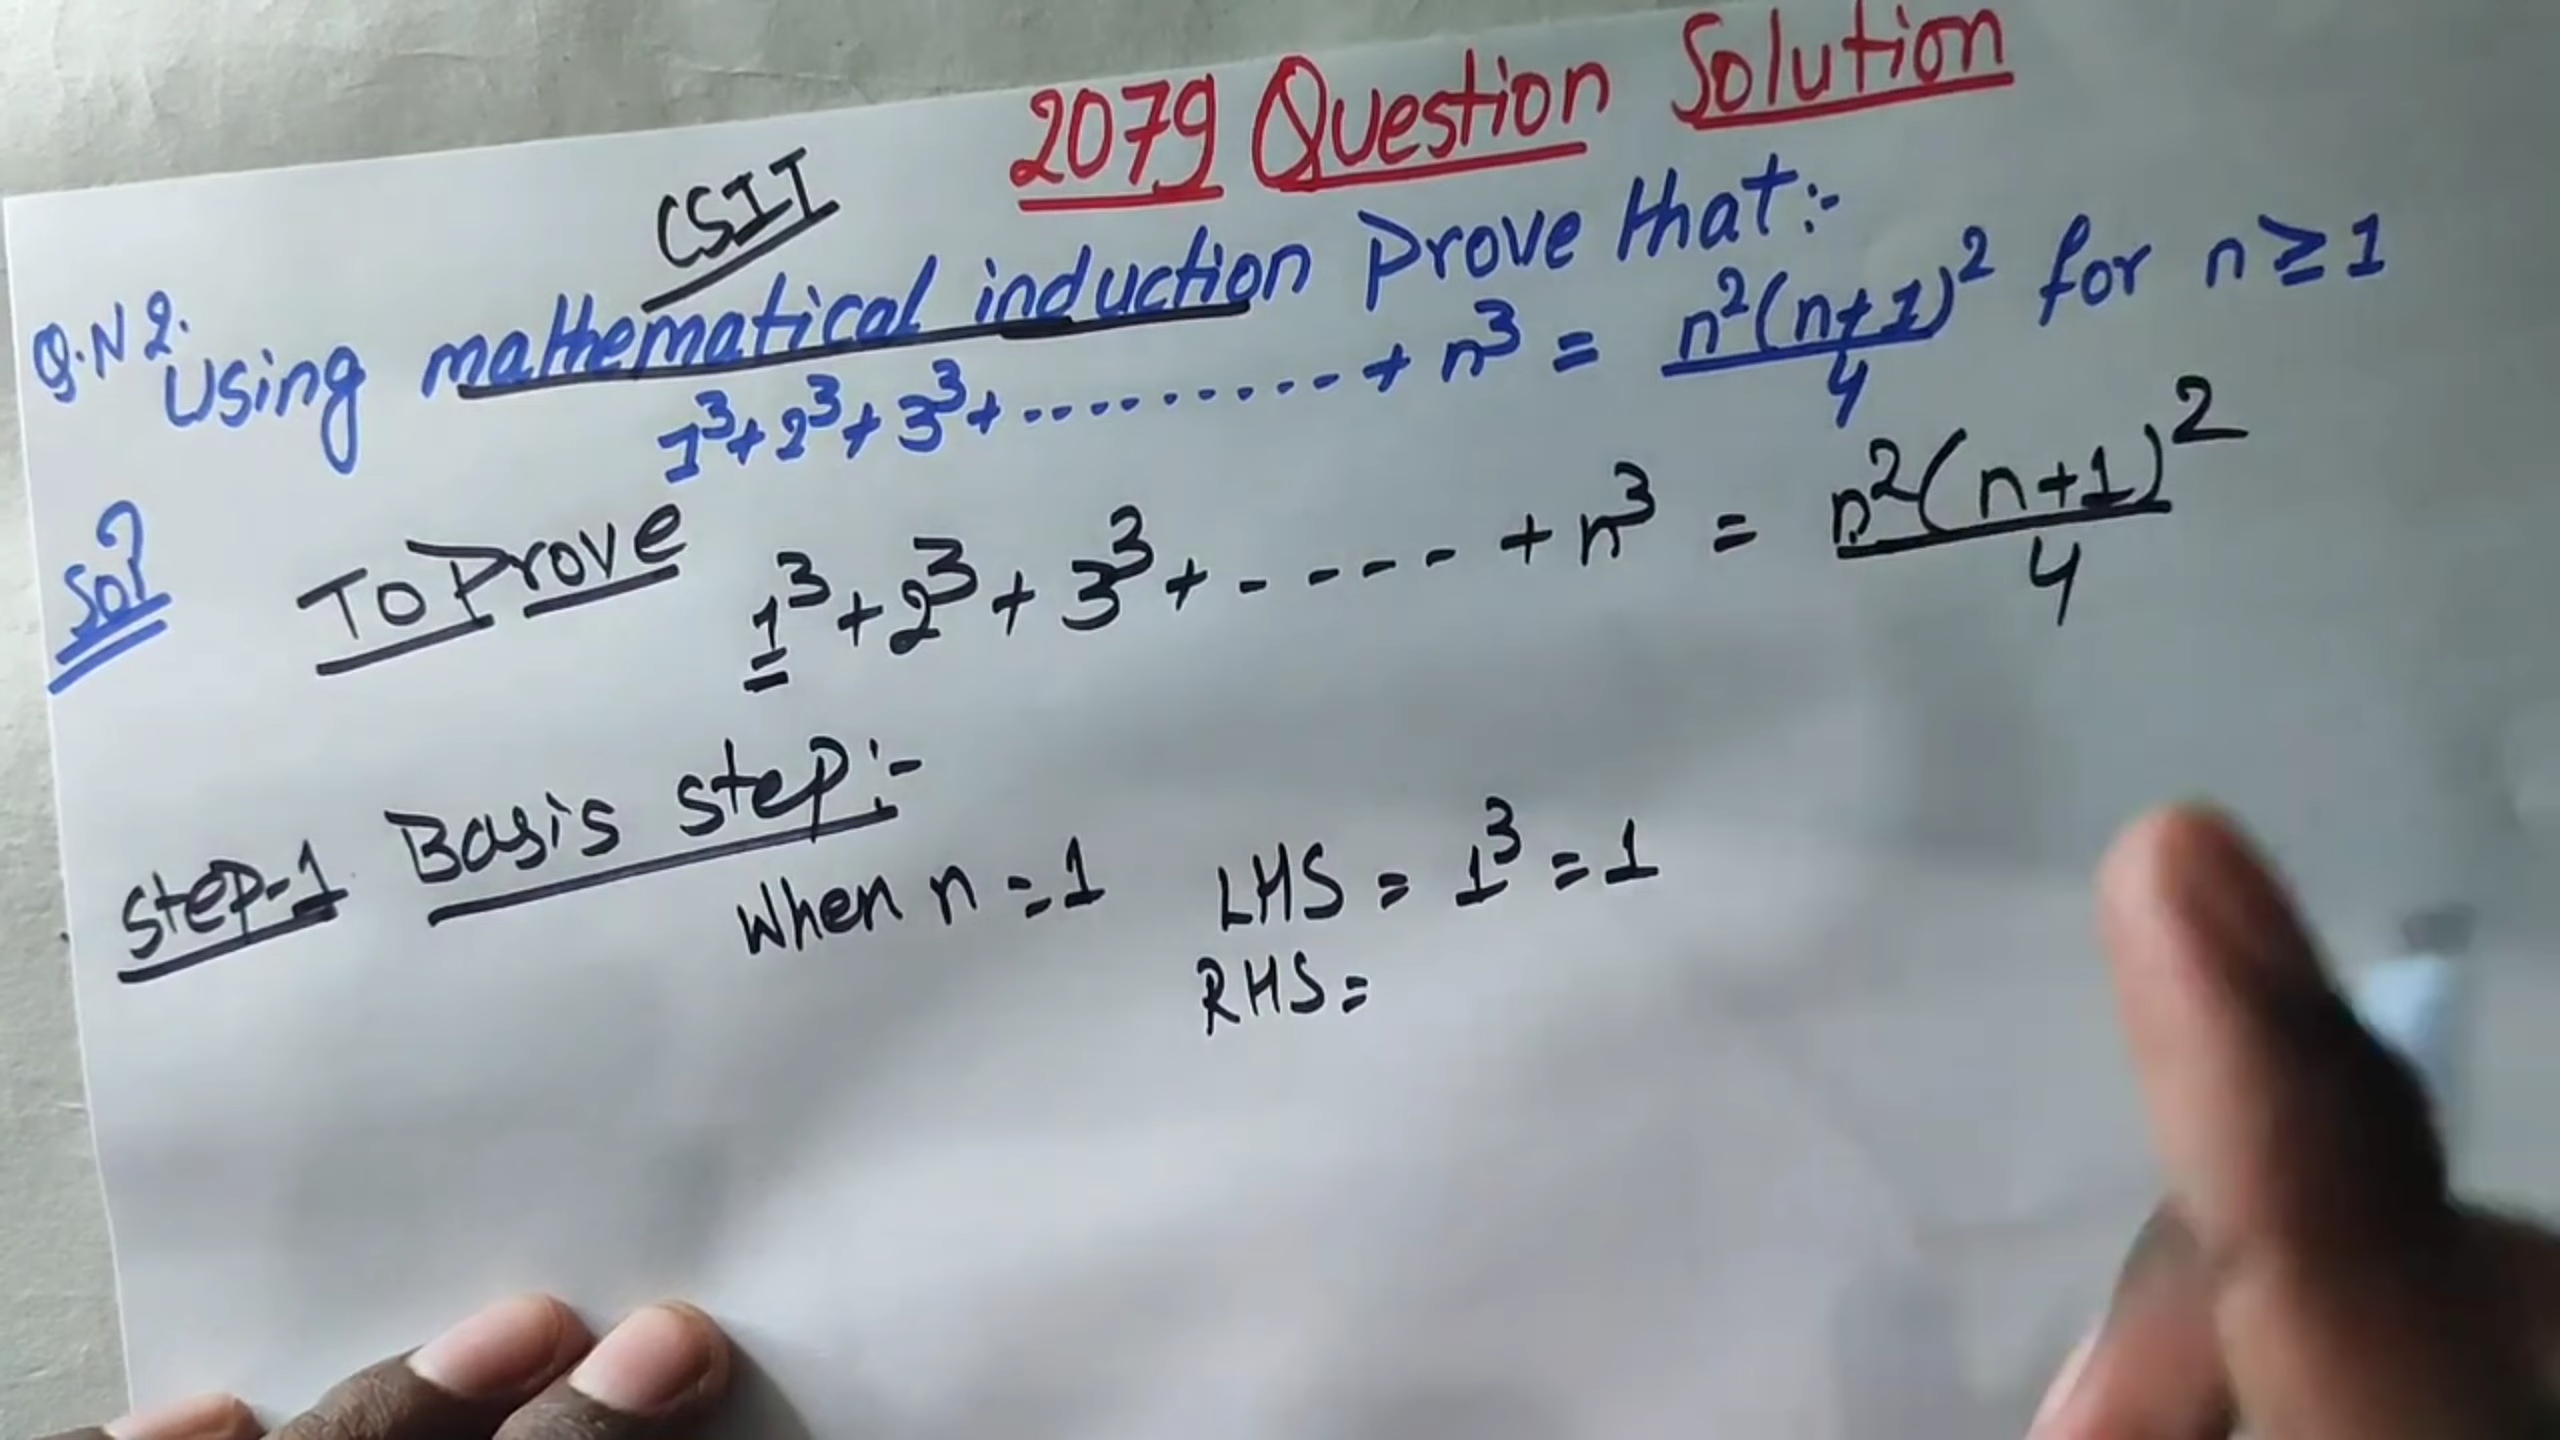 2079 Question Solution
CSIT
Q.N 2. Using mathematical induction Prove that:-
1³+2³+3³+..........+ n³ = n²(n+1)²/4 for n ≥ 1
Solⁿ
To Prove 1³+2³+3³+-----+n³ = n²(n+1)²/4
Step-1 Basis step:-
When n=1 LHS = 1³ = 1
RHS =